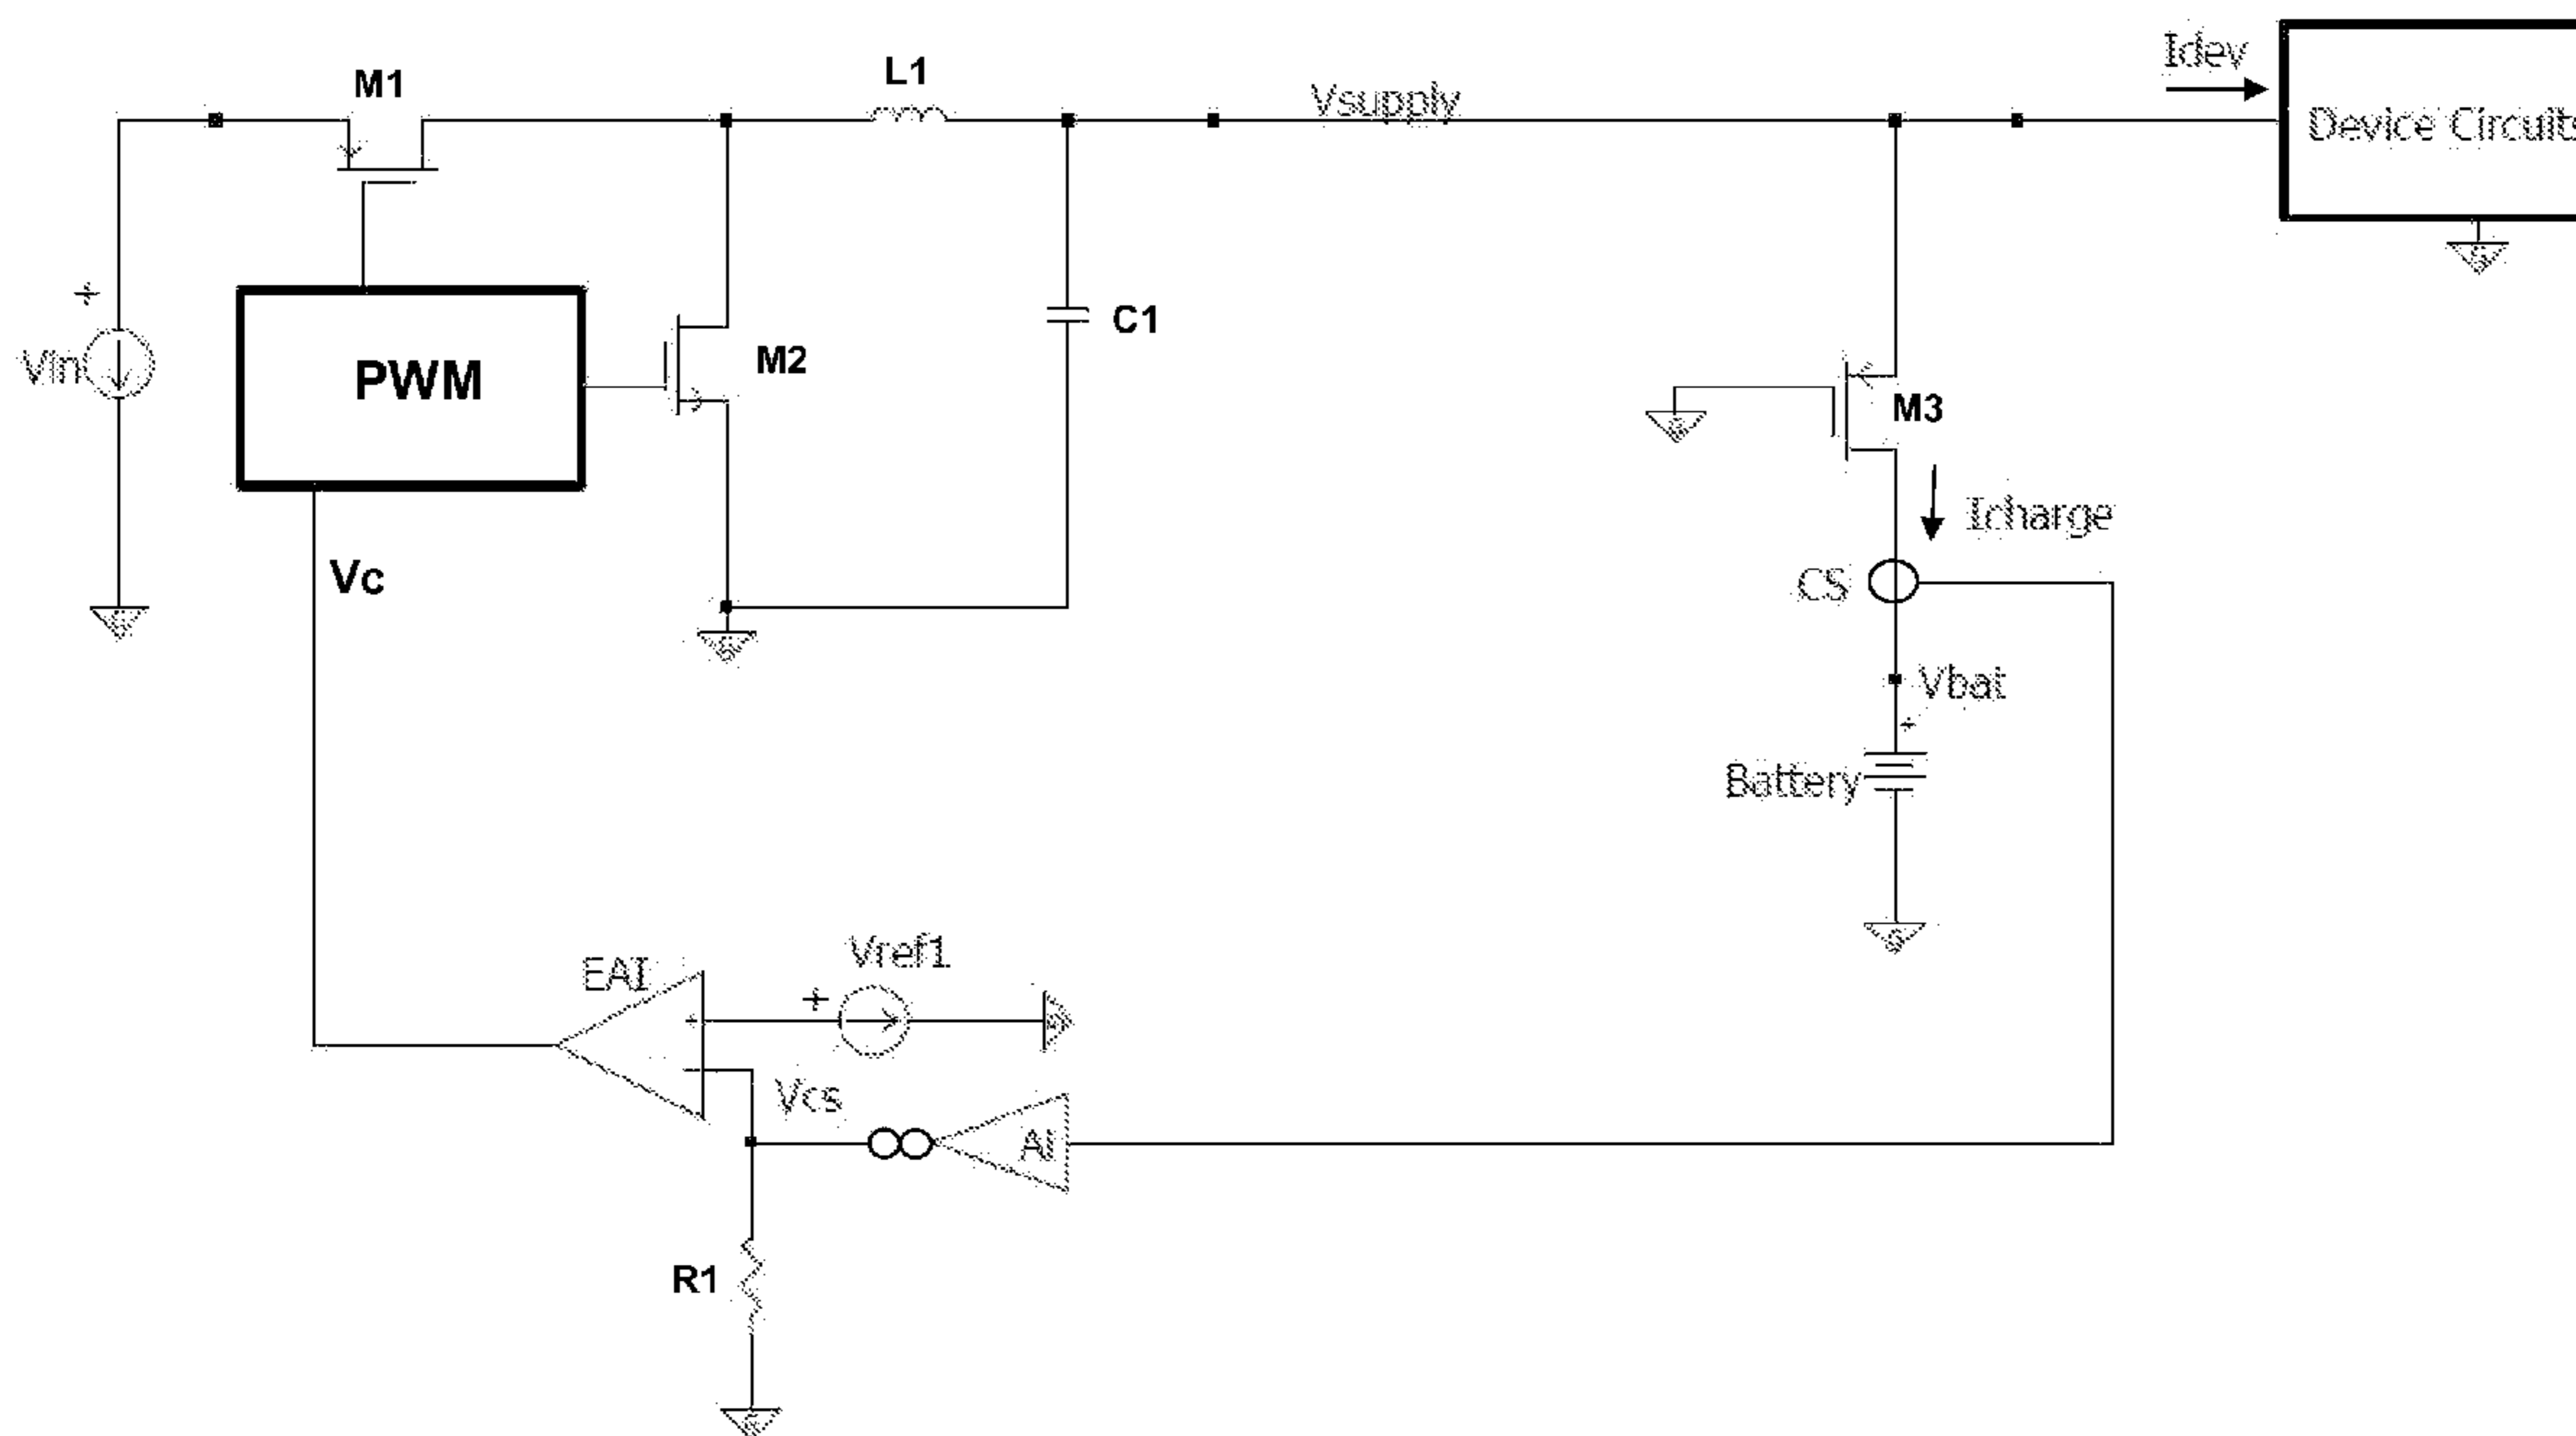 Idev
M1
L1
Vsupply
Device Circuits
+
C1
M2
Vin
PWM
M3
Icharge
Vc
CS
Vbat
+
Battery
Vref1
EAI
+
+
-
Vcs
AI
R1